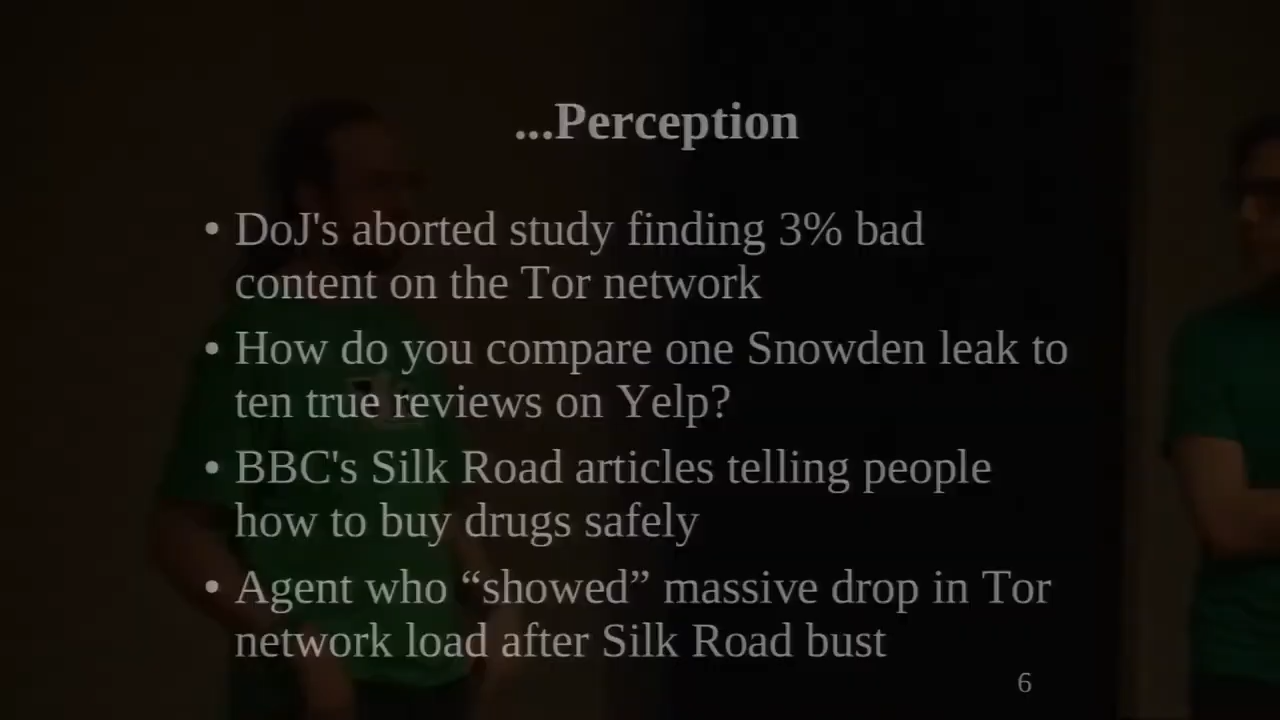 ...Perception
• DoJ's aborted study finding 3% bad
content on the Tor network
• How do you compare one Snowden leak to
ten true reviews on Yelp?
• BBC's Silk Road articles telling people
how to buy drugs safely
• Agent who “showed” massive drop in Tor
network load after Silk Road bust
6